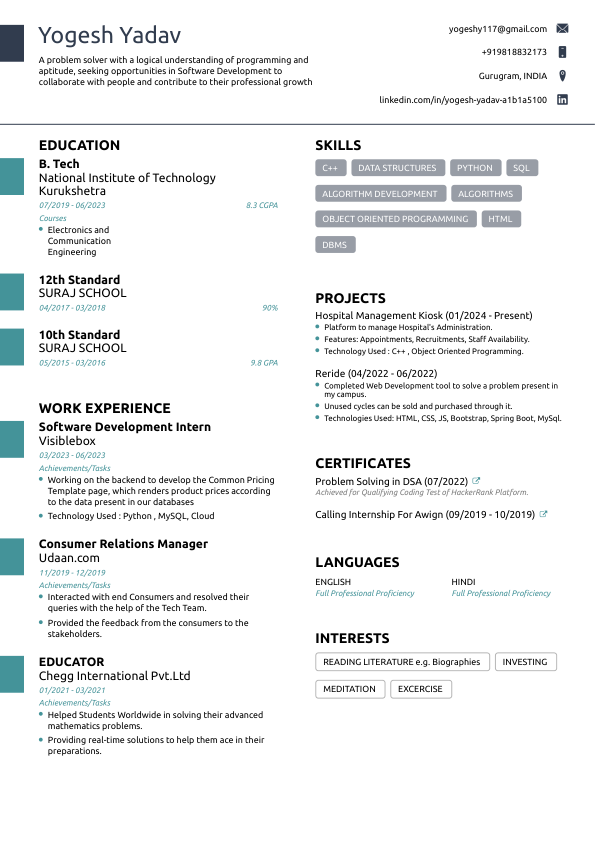 Yogesh Yadav
A problem solver with a logical understanding of programming and
aptitude, seeking opportunities in Software Development to
collaborate with people and contribute to their professional growth
yogeshy117@gmail.com
+919818832173
Gurugram, INDIA
linkedin.com/in/yogesh-yadav-a1b1a5100
EDUCATION
B. Tech
National Institute of Technology
Kurukshetra
07/2019 - 06/2023 8.3 CGPA
Courses
Electronics and
Communication
Engineering
12th Standard
SURAJ SCHOOL
04/2017 - 03/2018 90%
10th Standard
SURAJ SCHOOL
05/2015 - 03/2016 9.8 GPA
WORK EXPERIENCE
Software Development Intern
Visiblebox
03/2023 - 06/2023
Achievements/Tasks
Working on the backend to develop the Common Pricing
Template page, which renders product prices according
to the data present in our databases
Technology Used : Python , MySQL, Cloud
Consumer Relations Manager
Udaan.com
11/2019 - 12/2019
Achievements/Tasks
Interacted with end Consumers and resolved their
queries with the help of the Tech Team.
Provided the feedback from the consumers to the
stakeholders.
EDUCATOR
Chegg International Pvt.Ltd
01/2021 - 03/2021
Achievements/Tasks
Helped Students Worldwide in solving their advanced
mathematics problems.
Providing real-time solutions to help them ace in their
preparations.
SKILLS
C++ DATA STRUCTURES PYTHON SQL
ALGORITHM DEVELOPMENT ALGORITHMS
OBJECT ORIENTED PROGRAMMING HTML
DBMS
PROJECTS
Hospital Management Kiosk (01/2024 - Present)
Platform to manage Hospital's Administration.
Features: Appointments, Recruitments, Staff Availability.
Technology Used : C++ , Object Oriented Programming.
Reride (04/2022 - 06/2022)
Completed Web Development tool to solve a problem present in
my campus.
Unused cycles can be sold and purchased through it.
Technologies Used: HTML, CSS, JS, Bootstrap, Spring Boot, MySql.
CERTIFICATES
Problem Solving in DSA (07/2022)
Achieved for Qualifying Coding Test of HackerRank Platform.
Calling Internship For Awign (09/2019 - 10/2019)
LANGUAGES
ENGLISH HINDI
Full Professional Proficiency Full Professional Proficiency
INTERESTS
READING LITERATURE e.g. Biographies INVESTING
MEDITATION EXCERCISE